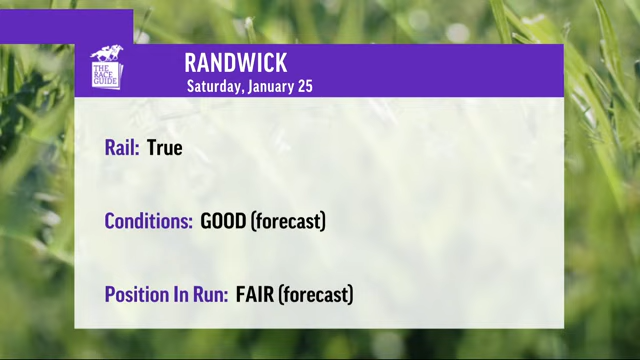 THE
RACE
GUIDE
RANDWICK
Saturday, January 25
Rail: True
Conditions: GOOD (forecast)
Position In Run: FAIR (forecast)